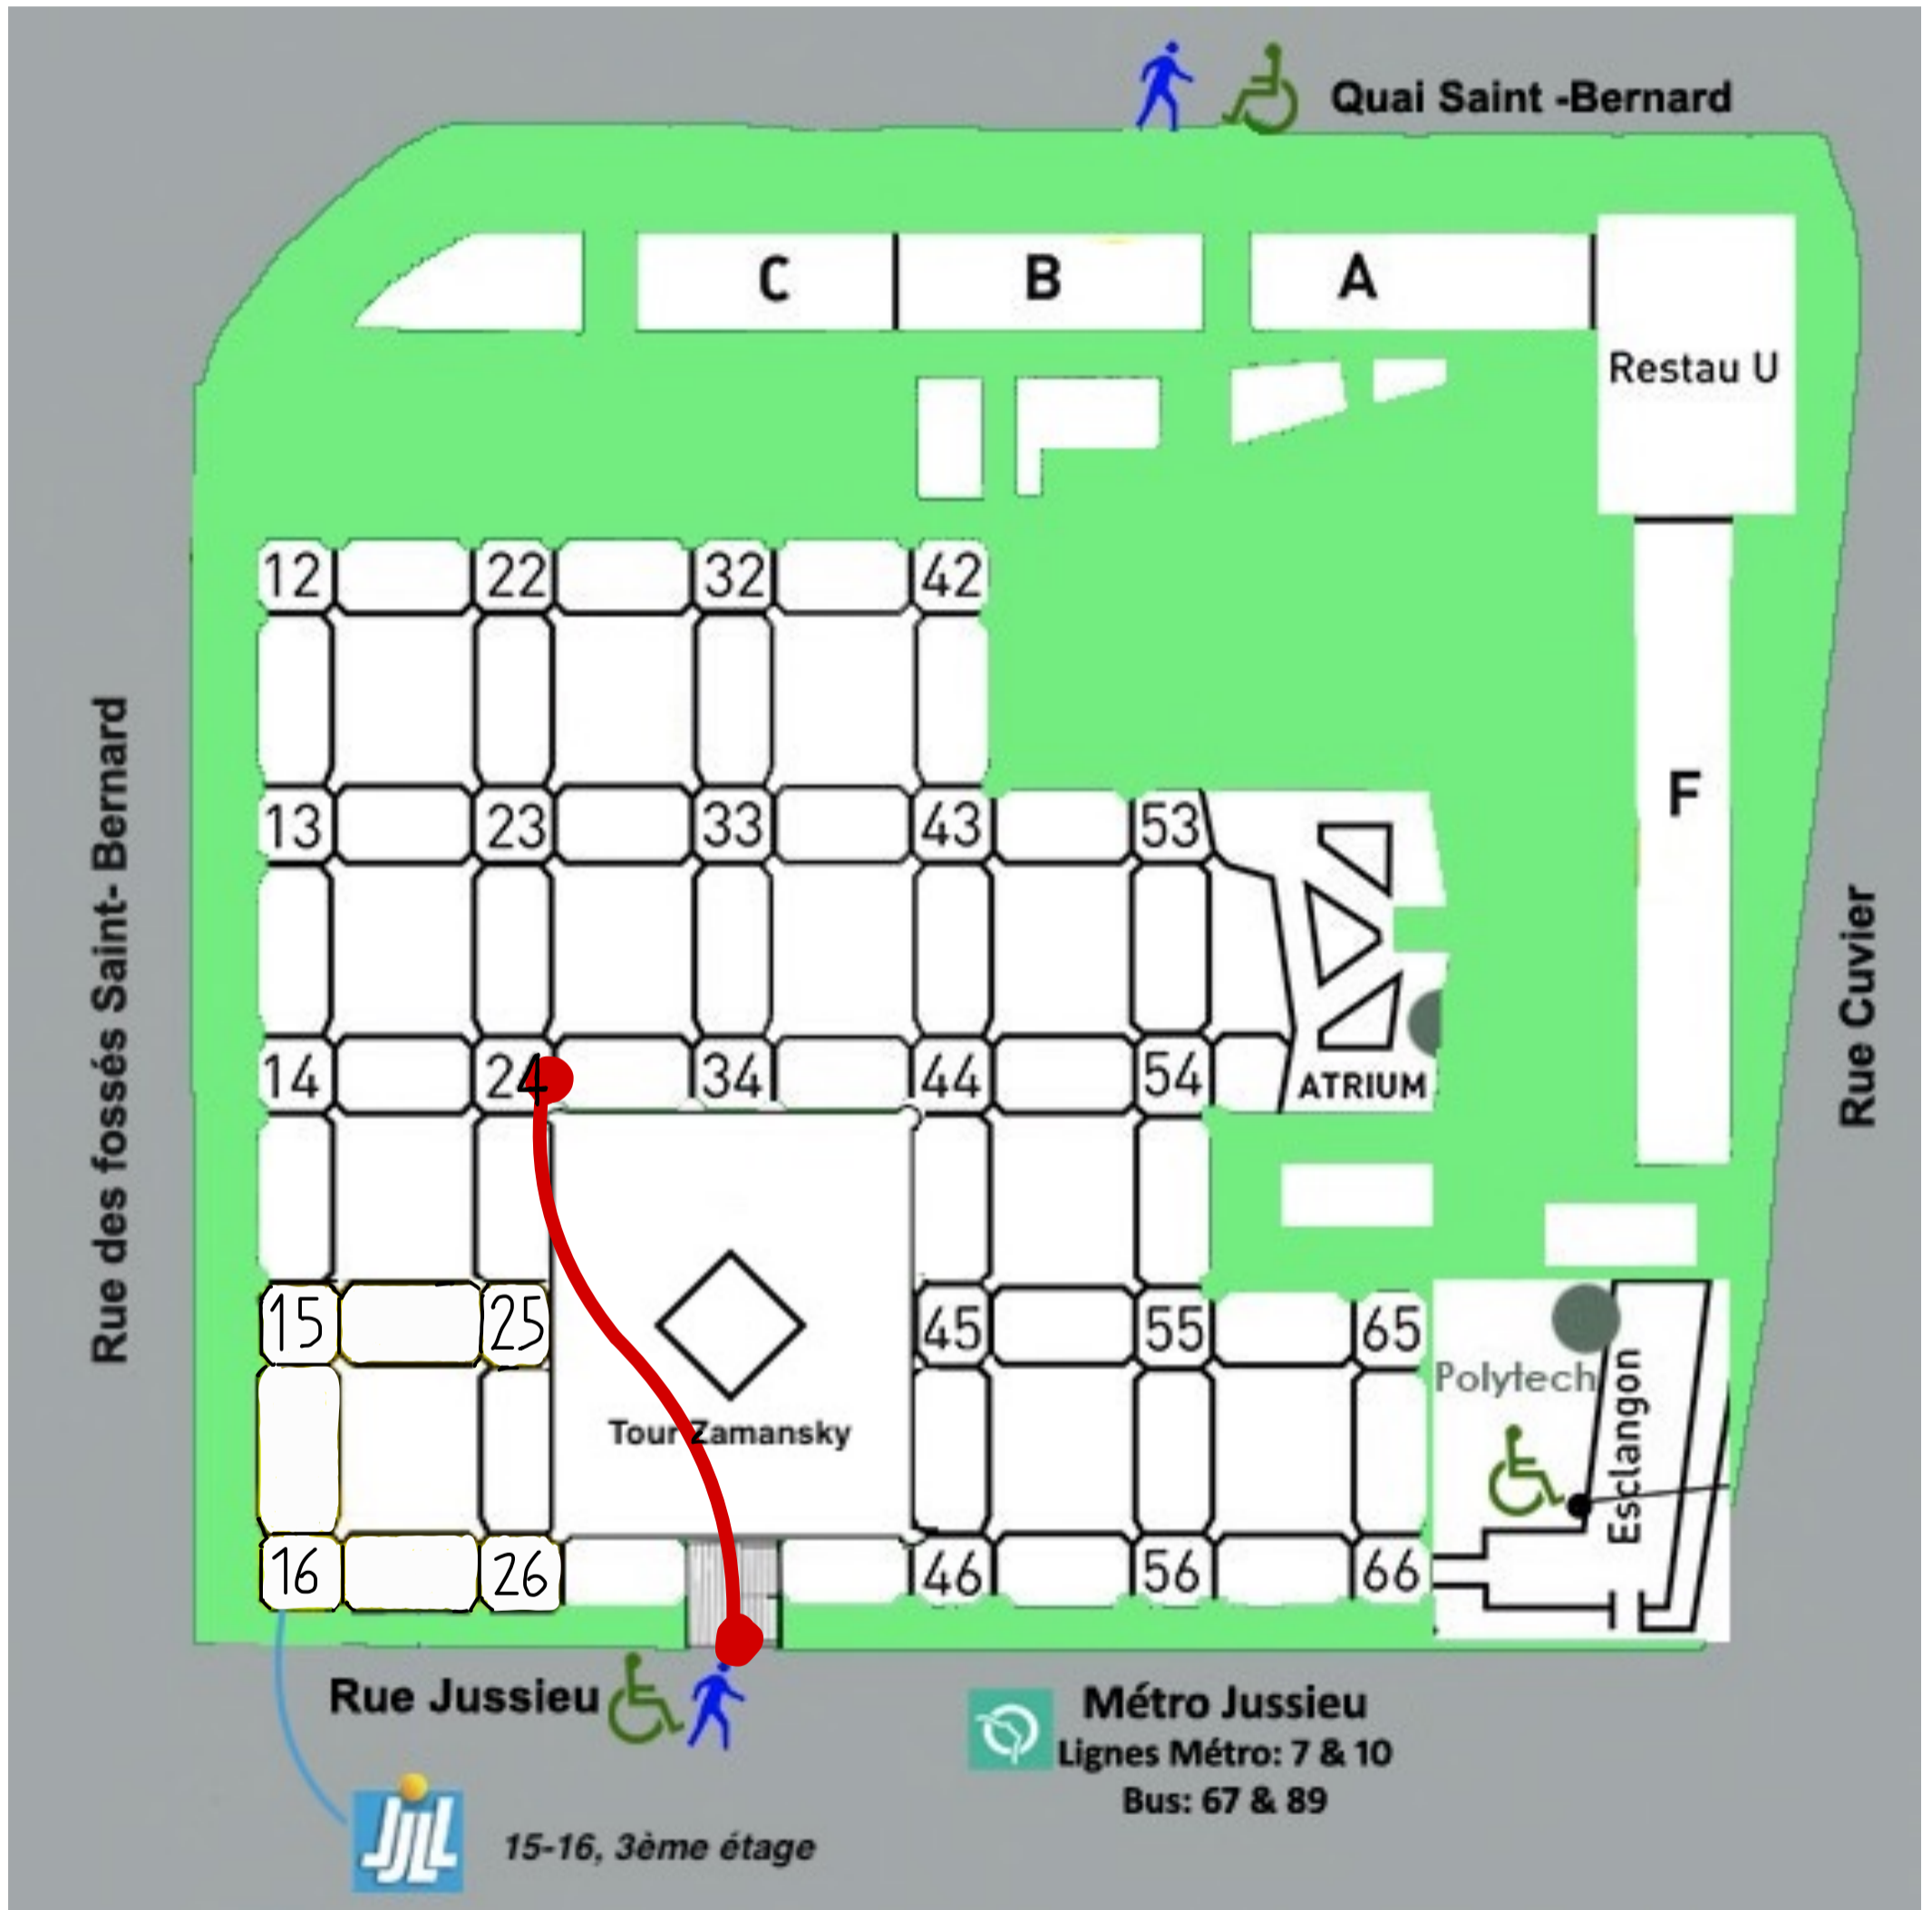 Quai Saint -Bernard
C
B
A
Restau U
12
22
32
42
Rue des fossés Saint- Bernard
13
23
33
43
53
F
Rue Cuvier
14
24
34
44
54
ATRIUM
15
25
45
55
65
Polytech
Esclangon
Tour Zamansky
16
26
46
56
66
Rue Jussieu
Métro Jussieu
Lignes Métro: 7 & 10
Bus: 67 & 89
JJLL
15-16, 3ème étage